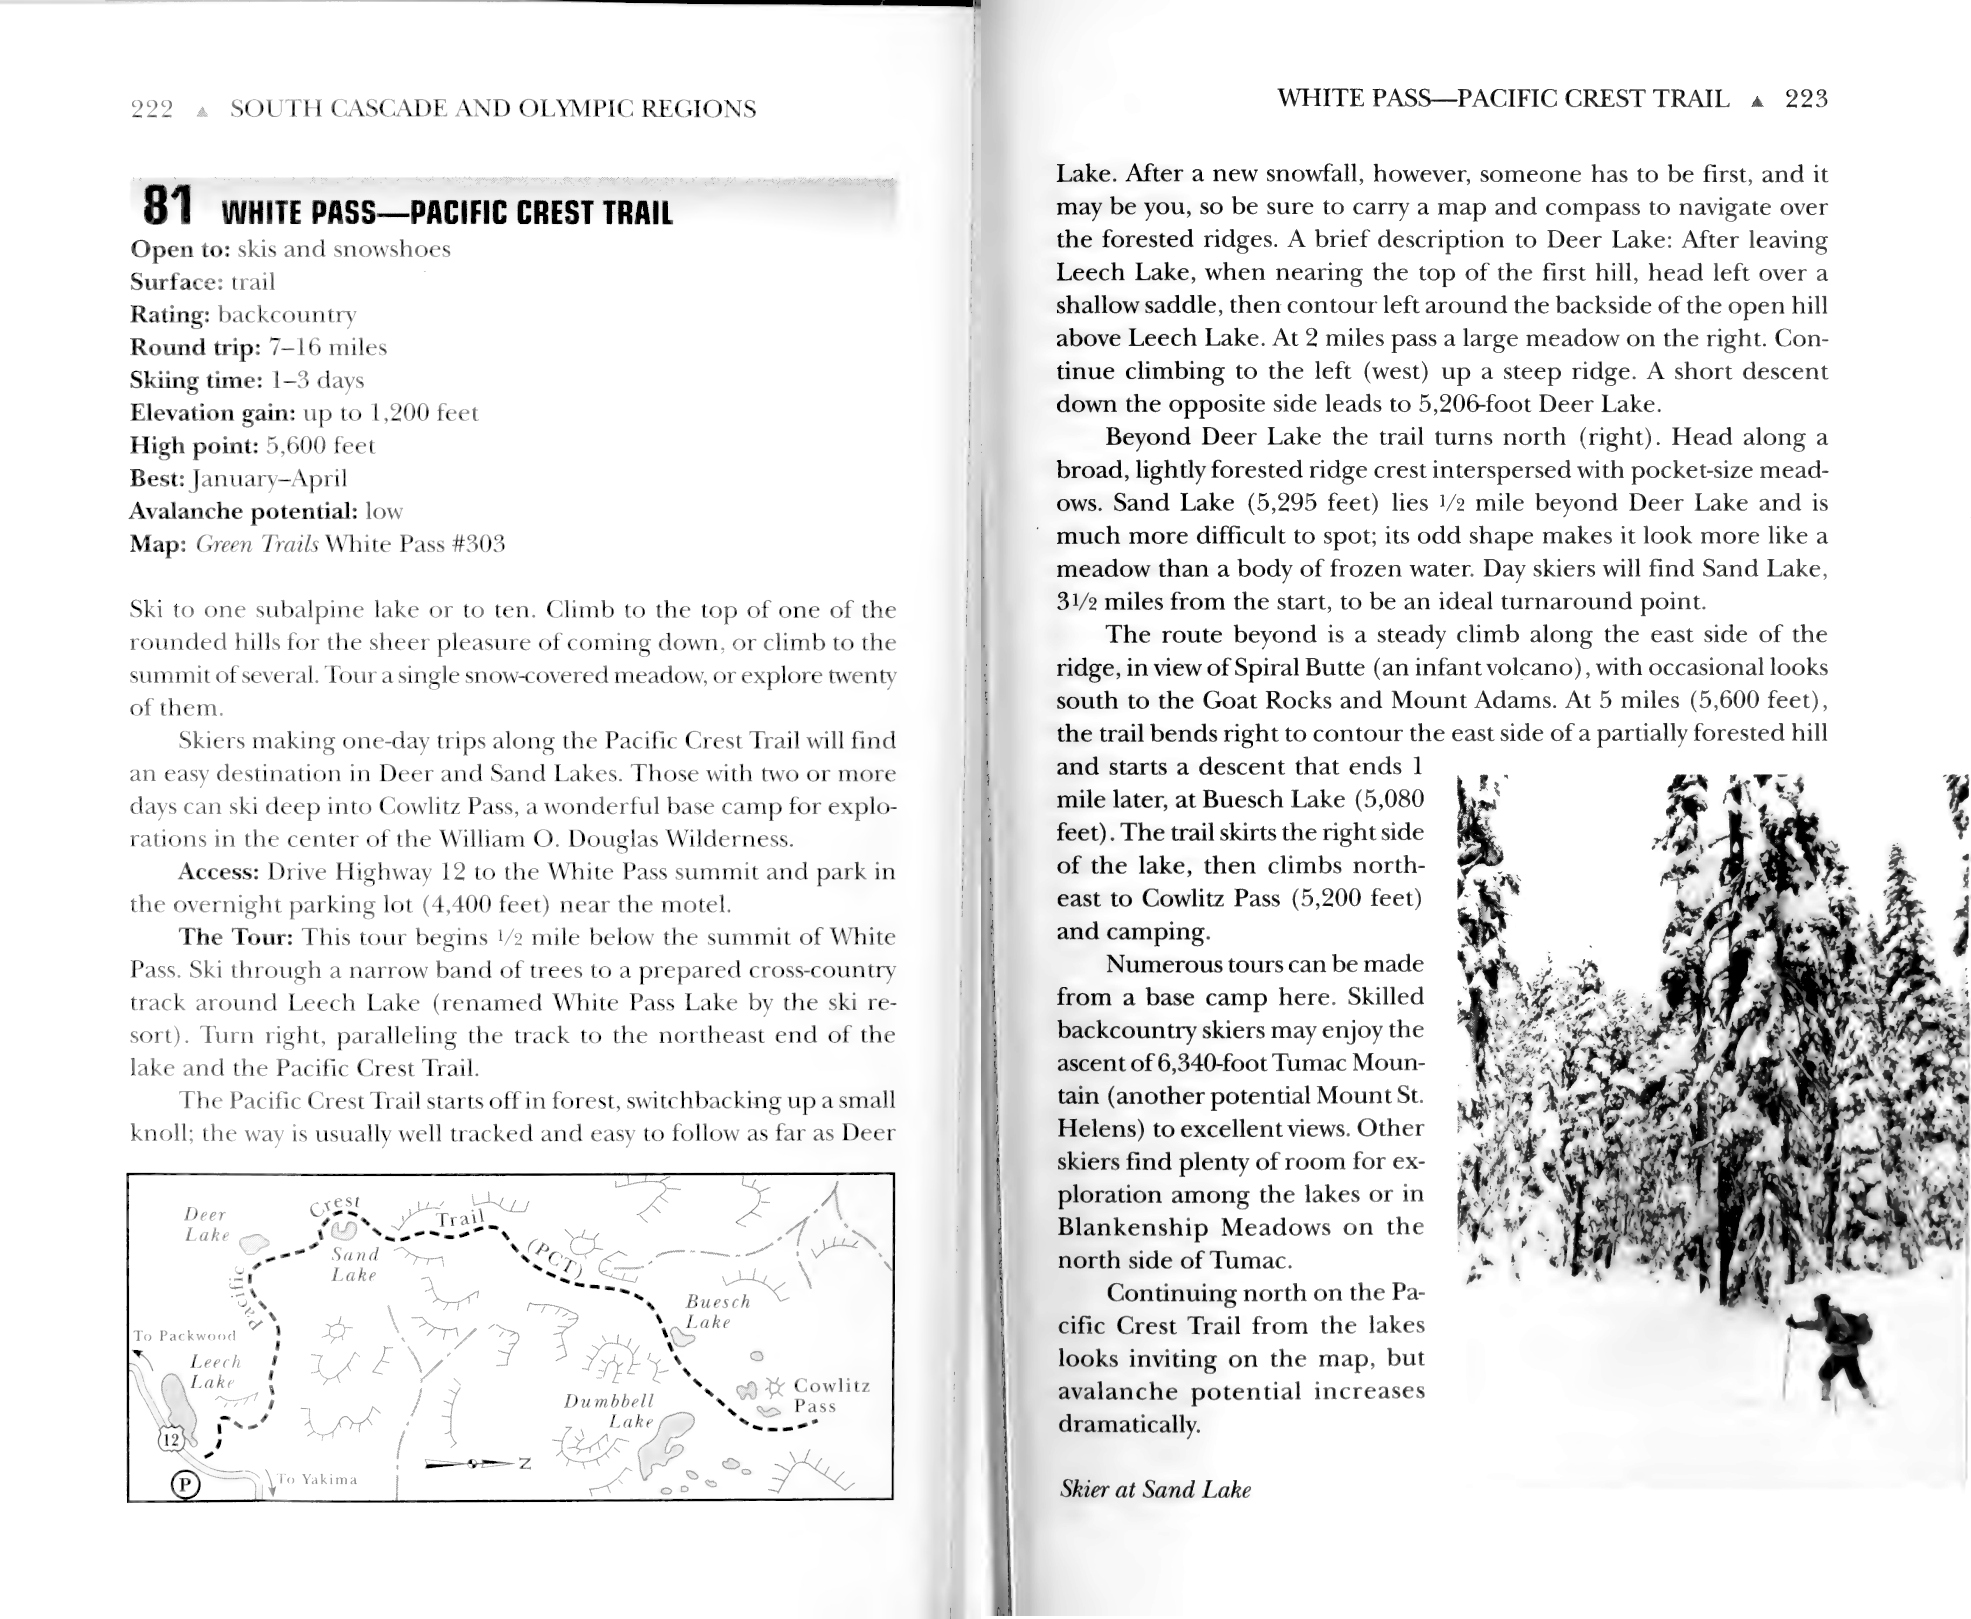 222 ▲ SOUTH CASCADE AND OLYMPIC REGIONS
81 WHITE PASS—PACIFIC CREST TRAIL
Open to: skis and snowshoes
Surface: trail
Rating: backcountry
Round trip: 7–16 miles
Skiing time: 1–3 days
Elevation gain: up to 1,200 feet
High point: 5,600 feet
Best: January–April
Avalanche potential: low
Map: Green Trails White Pass #303
Ski to one subalpine lake or to ten. Climb to the top of one of the
rounded hills for the sheer pleasure of coming down, or climb to the
summit of several. Tour a single snow-covered meadow, or explore twenty
of them.
Skiers making one-day trips along the Pacific Crest Trail will find
an easy destination in Deer and Sand Lakes. Those with two or more
days can ski deep into Cowlitz Pass, a wonderful base camp for explo-
rations in the center of the William O. Douglas Wilderness.
Access: Drive Highway 12 to the White Pass summit and park in
the overnight parking lot (4,400 feet) near the motel.
The Tour: This tour begins 1/2 mile below the summit of White
Pass. Ski through a narrow band of trees to a prepared cross-country
track around Leech Lake (renamed White Pass Lake by the ski re-
sort). Turn right, paralleling the track to the northeast end of the
lake and the Pacific Crest Trail.
The Pacific Crest Trail starts off in forest, switchbacking up a small
knoll; the way is usually well tracked and easy to follow as far as Deer
Deer
Lake
Pacific
Crest
Trail
(PCT)
Sand
Lake
Buesch
Lake
To Packwood
Leech
Lake
Dumbbell
Lake
Cowlitz
Pass
12
P
To Yakima
N
WHITE PASS—PACIFIC CREST TRAIL ▲ 223
Lake. After a new snowfall, however, someone has to be first, and it
may be you, so be sure to carry a map and compass to navigate over
the forested ridges. A brief description to Deer Lake: After leaving
Leech Lake, when nearing the top of the first hill, head left over a
shallow saddle, then contour left around the backside of the open hill
above Leech Lake. At 2 miles pass a large meadow on the right. Con-
tinue climbing to the left (west) up a steep ridge. A short descent
down the opposite side leads to 5,206-foot Deer Lake.
Beyond Deer Lake the trail turns north (right). Head along a
broad, lightly forested ridge crest interspersed with pocket-size mead-
ows. Sand Lake (5,295 feet) lies 1/2 mile beyond Deer Lake and is
much more difficult to spot; its odd shape makes it look more like a
meadow than a body of frozen water. Day skiers will find Sand Lake,
3 1/2 miles from the start, to be an ideal turnaround point.
The route beyond is a steady climb along the east side of the
ridge, in view of Spiral Butte (an infant volcano), with occasional looks
south to the Goat Rocks and Mount Adams. At 5 miles (5,600 feet),
the trail bends right to contour the east side of a partially forested hill
and starts a descent that ends 1
mile later, at Buesch Lake (5,080
feet). The trail skirts the right side
of the lake, then climbs north-
east to Cowlitz Pass (5,200 feet)
and camping.
Numerous tours can be made
from a base camp here. Skilled
backcountry skiers may enjoy the
ascent of 6,340-foot Tumac Moun-
tain (another potential Mount St.
Helens) to excellent views. Other
skiers find plenty of room for ex-
ploration among the lakes or in
Blankenship Meadows on the
north side of Tumac.
Continuing north on the Pa-
cific Crest Trail from the lakes
looks inviting on the map, but
avalanche potential increases
dramatically.
Skier at Sand Lake